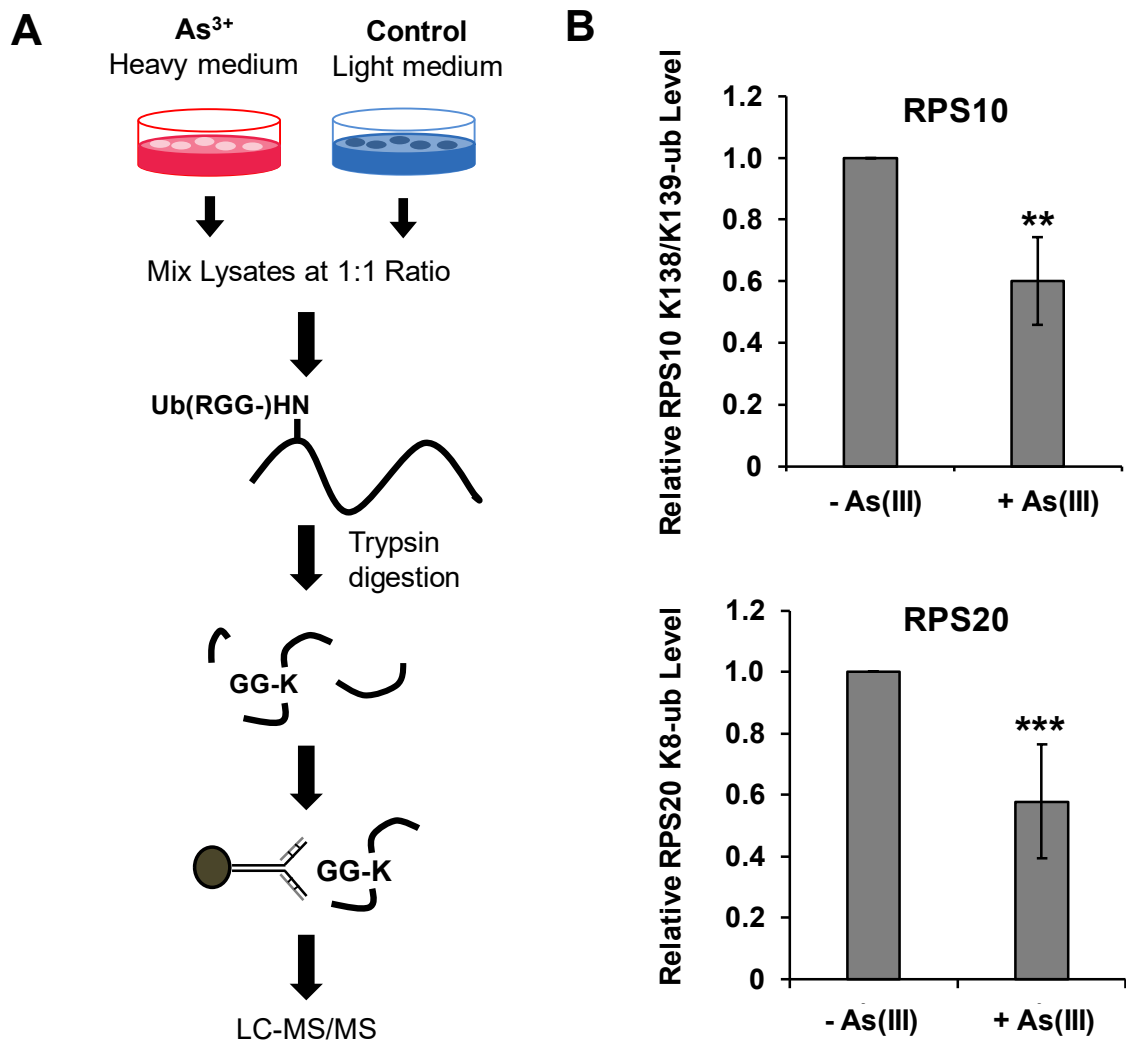 A
As³⁺
Heavy medium
Control
Light medium
Mix Lysates at 1:1 Ratio
Ub(RGG-)HN
Trypsin
digestion
GG-K
GG-K
LC-MS/MS
B
Relative RPS10 K138/K139-ub Level
RPS10
1.2
1.0
0.8
0.6
0.4
0.2
0
**
- As(III)
+ As(III)
Relative RPS20 K8-ub Level
RPS20
1.2
1.0
0.8
0.6
0.4
0.2
0
***
- As(III)
+ As(III)